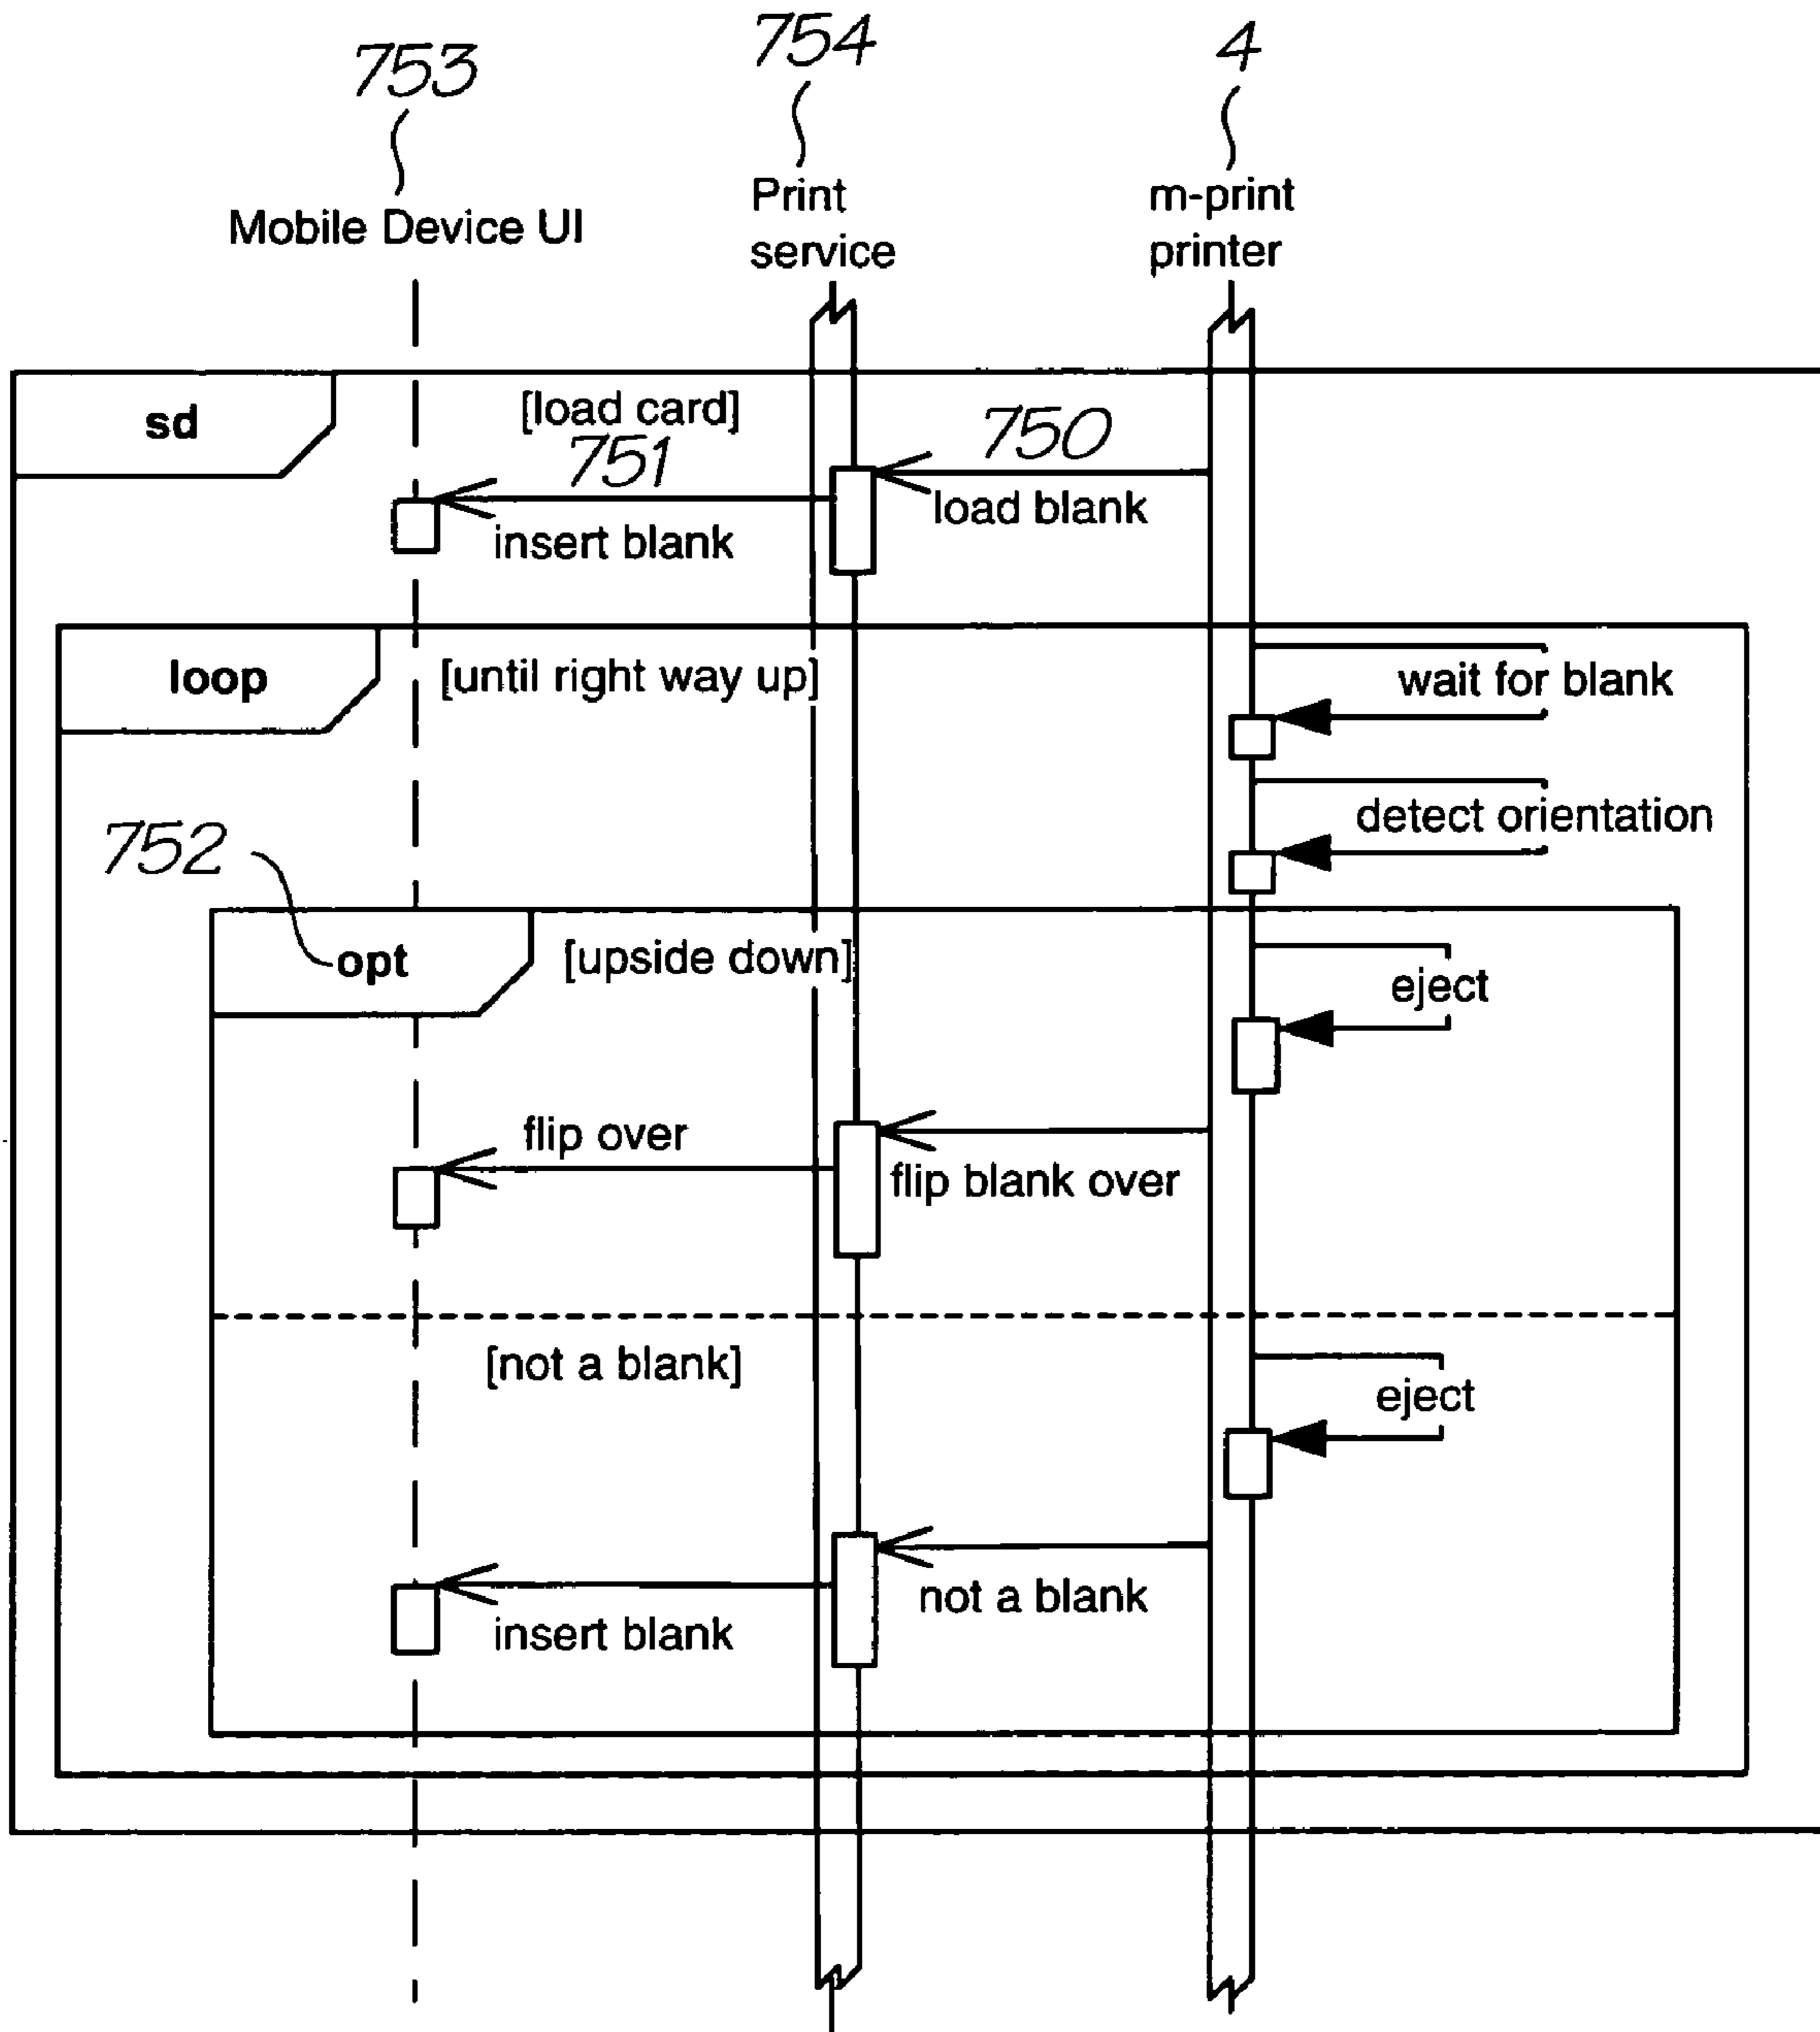 753
754
4
Mobile Device UI
Print
service
m-print
printer
sd
[load card]
751
750
insert blank
load blank
loop
[until right way up]
wait for blank
detect orientation
752
opt
[upside down]
eject
flip over
flip blank over
[not a blank]
eject
insert blank
not a blank